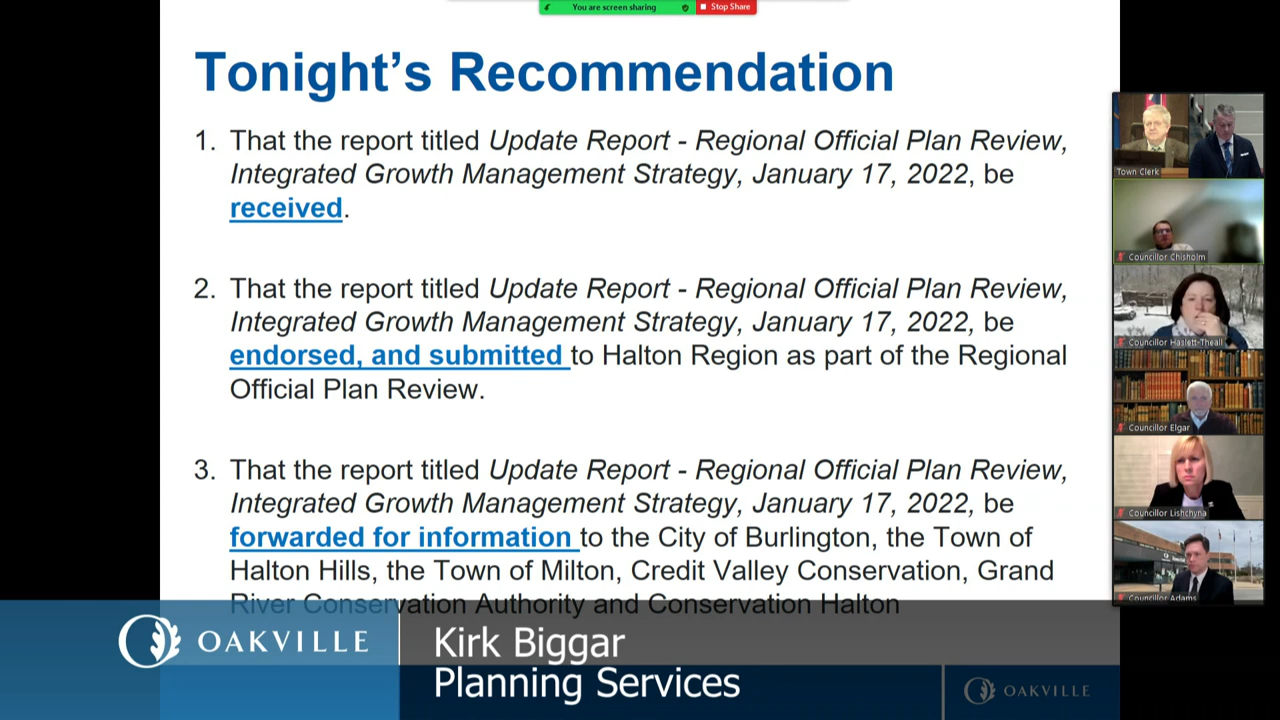 You are screen sharing
Stop Share
Tonight's Recommendation
1. That the report titled Update Report - Regional Official Plan Review,
Integrated Growth Management Strategy, January 17, 2022, be
received.
2. That the report titled Update Report - Regional Official Plan Review,
Integrated Growth Management Strategy, January 17, 2022, be
endorsed, and submitted to Halton Region as part of the Regional
Official Plan Review.
3. That the report titled Update Report - Regional Official Plan Review,
Integrated Growth Management Strategy, January 17, 2022, be
forwarded for information to the City of Burlington, the Town of
Halton Hills, the Town of Milton, Credit Valley Conservation, Grand
River Conservation Authority and Conservation Halton
Town Clerk
Councillor Chisholm
Councillor Haslett-Theall
Councillor Elgar
Councillor Lishchyna
Councillor Adams
OAKVILLE
Kirk Biggar
Planning Services
OAKVILLE